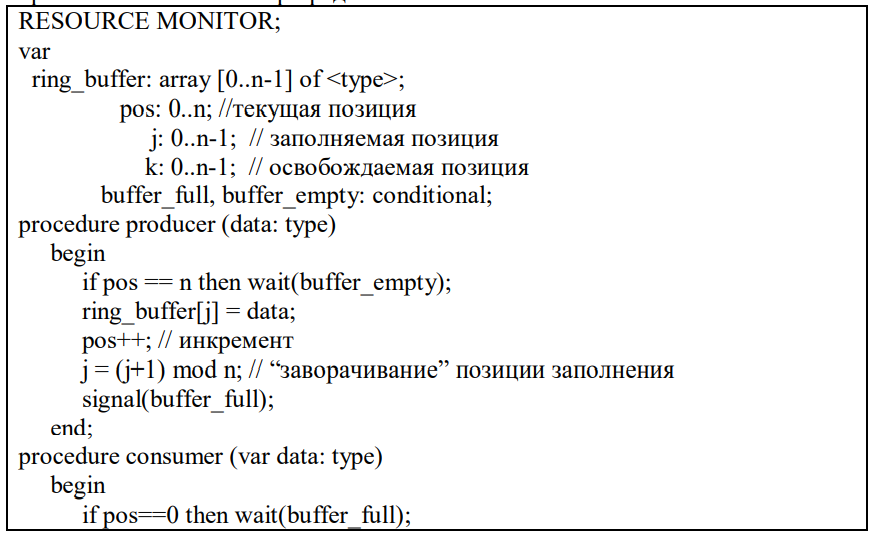 RESOURCE MONITOR;
var
ring_buffer: array [0..n-1] of <type>;
pos: 0..n; //текущая позиция
j: 0..n-1; // заполняемая позиция
k: 0..n-1; // освобождаемая позиция
buffer_full, buffer_empty: conditional;
procedure producer (data: type)
begin
if pos == n then wait(buffer_empty);
ring_buffer[j] = data;
pos++; // инкремент
j = (j+1) mod n; // “заворачивание” позиции заполнения
signal(buffer_full);
end;
procedure consumer (var data: type)
begin
if pos==0 then wait(buffer_full);